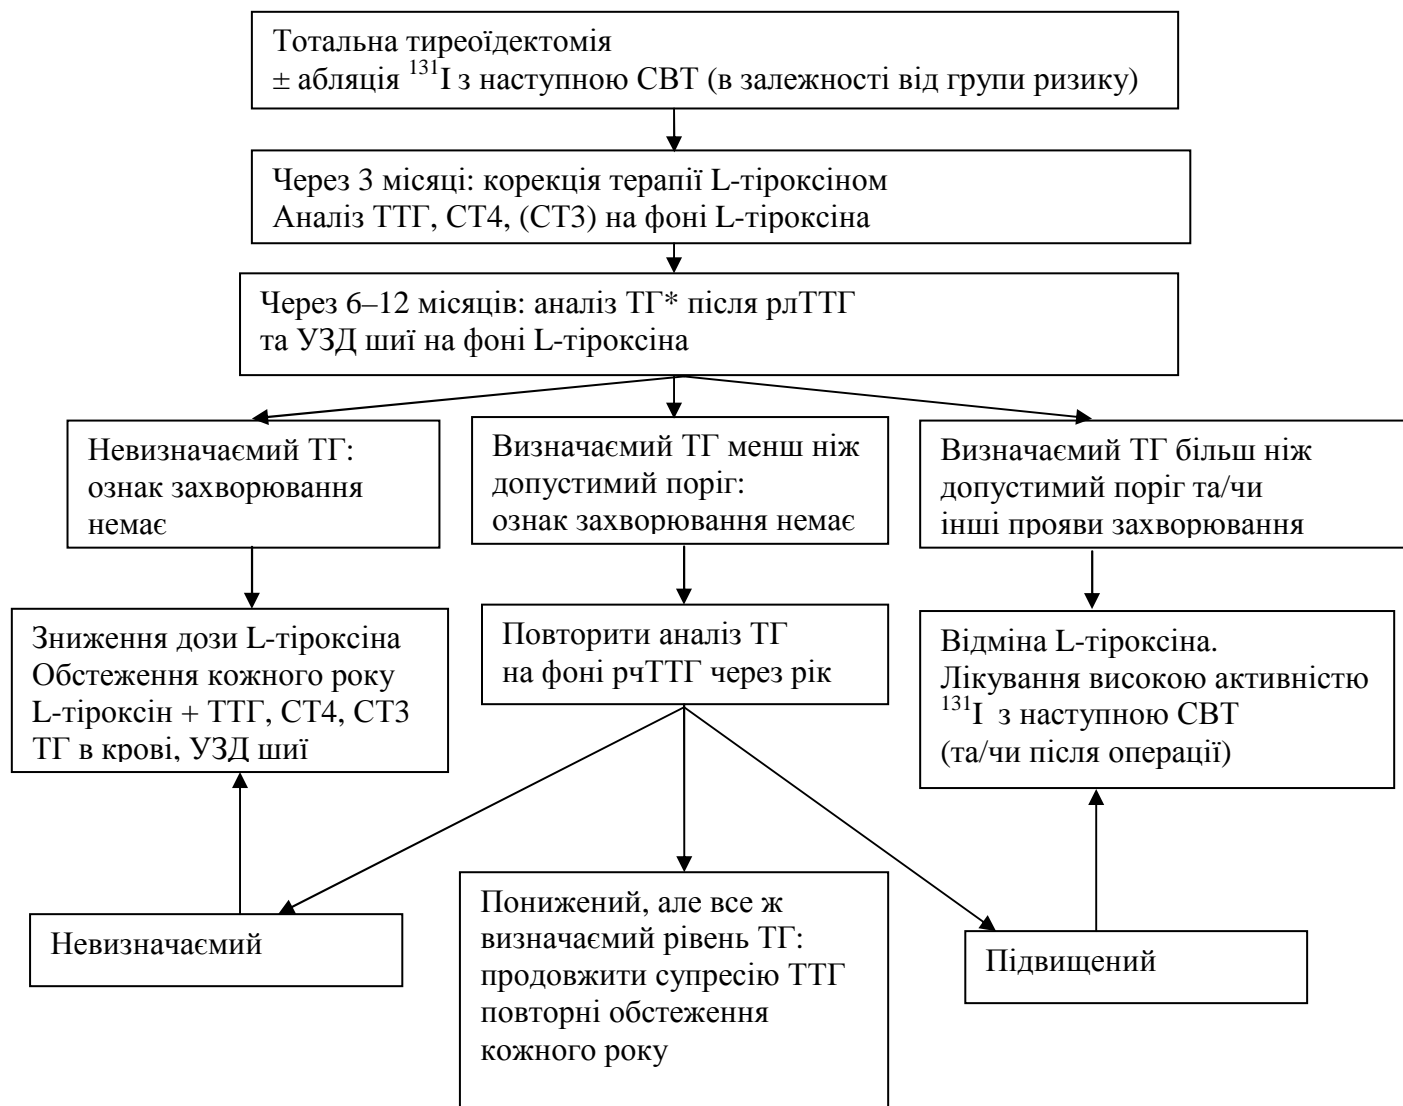 Тотальна тиреоїдектомія
± абляція ¹³¹I з наступною СВТ (в залежності від групи ризику)
Через 3 місяці: корекція терапії L-тіроксіном
Аналіз ТТГ, СТ4, (СТ3) на фоні L-тіроксіна
Через 6–12 місяців: аналіз ТГ* після рлТТГ
та УЗД шиї на фоні L-тіроксіна
Невизначаємий ТГ:
ознак захворювання
немає
Визначаємий ТГ менш ніж
допустимий поріг:
ознак захворювання немає
Визначаємий ТГ більш ніж
допустимий поріг та/чи
інші прояви захворювання
Зниження дози L-тіроксіна
Обстеження кожного року
L-тіроксін + ТТГ, СТ4, СТ3
ТГ в крові, УЗД шиї
Повторити аналіз ТГ
на фоні рчТТГ через рік
Відміна L-тіроксіна.
Лікування високою активністю
¹³¹I з наступною СВТ
(та/чи після операції)
Невизначаємий
Понижений, але все ж
визначаємий рівень ТГ:
продовжити супресію ТТГ
повторні обстеження
кожного року
Підвищений